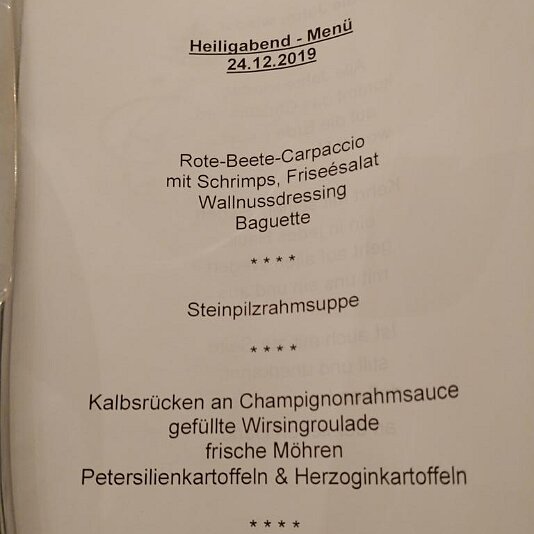 Heiligabend - Menü
24.12.2019
Rote-Beete-Carpaccio
mit Schrimps, Friseésalat
Wallnussdressing
Baguette
* * * *
Steinpilzrahmsuppe
* * * *
Kalbsrücken an Champignonrahmsauce
gefüllte Wirsingroulade
frische Möhren
Petersilienkartoffeln & Herzoginkartoffeln
* * * *